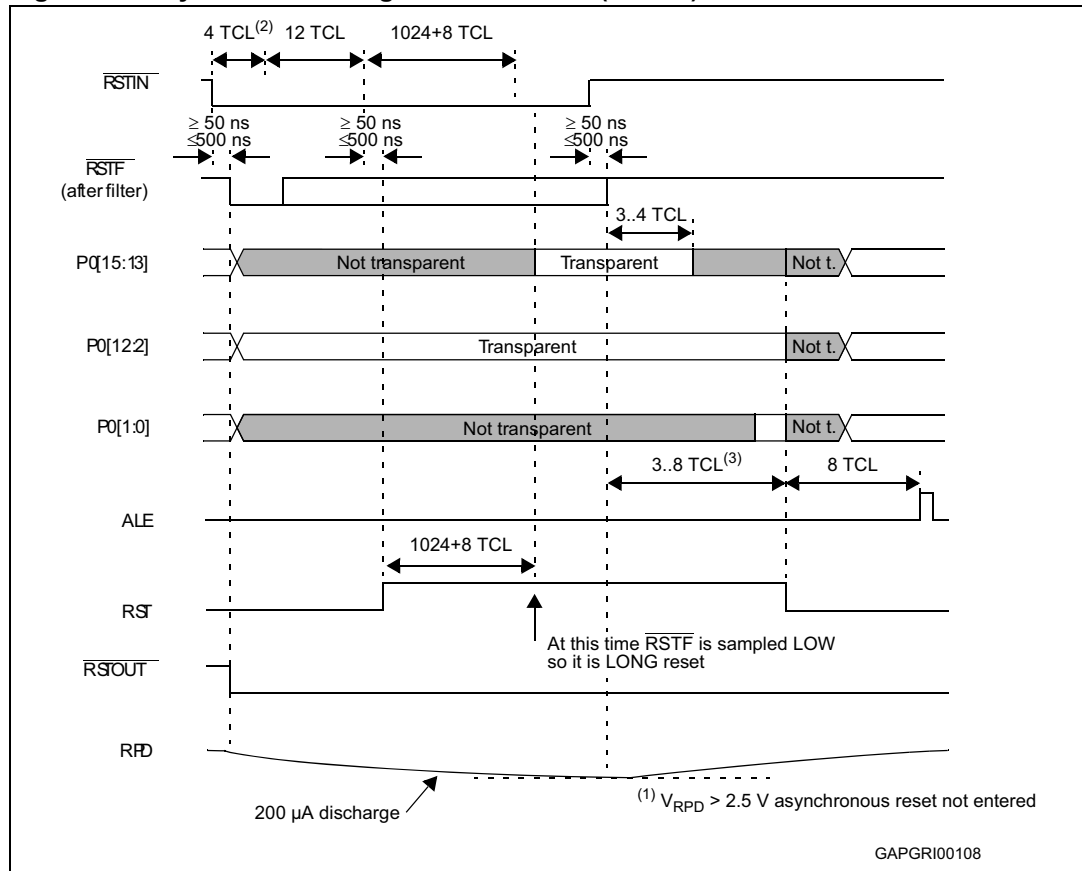 4 TCL(2) 12 TCL 1024+8 TCL
RSTIN
≥ 50 ns ≥ 50 ns ≥ 50 ns
≤500 ns ≤500 ns ≤500 ns
RSTF
(after filter)
3..4 TCL
P0[15:13] Not transparent Transparent Not t.
P0[12:2] Transparent Not t.
P0[1:0] Not transparent Not t.
3..8 TCL(3) 8 TCL
ALE
1024+8 TCL
RST
At this time RSTF is sampled LOW
so it is LONG reset
RSTOUT
RPD
200 µA discharge
(1) VRPD > 2.5 V asynchronous reset not entered
GAPGRI00108